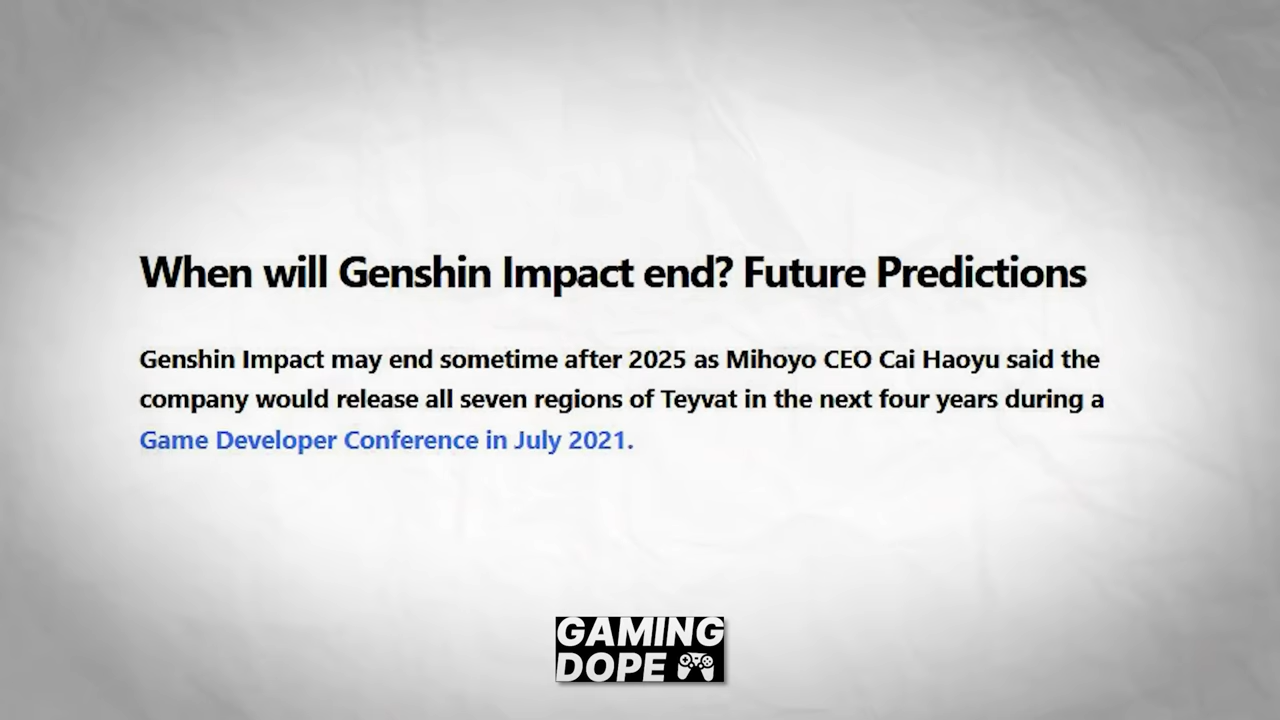 When will Genshin Impact end? Future Predictions
Genshin Impact may end sometime after 2025 as Mihoyo CEO Cai Haoyu said the
company would release all seven regions of Teyvat in the next four years during a
Game Developer Conference in July 2021.
GAMING
DOPE